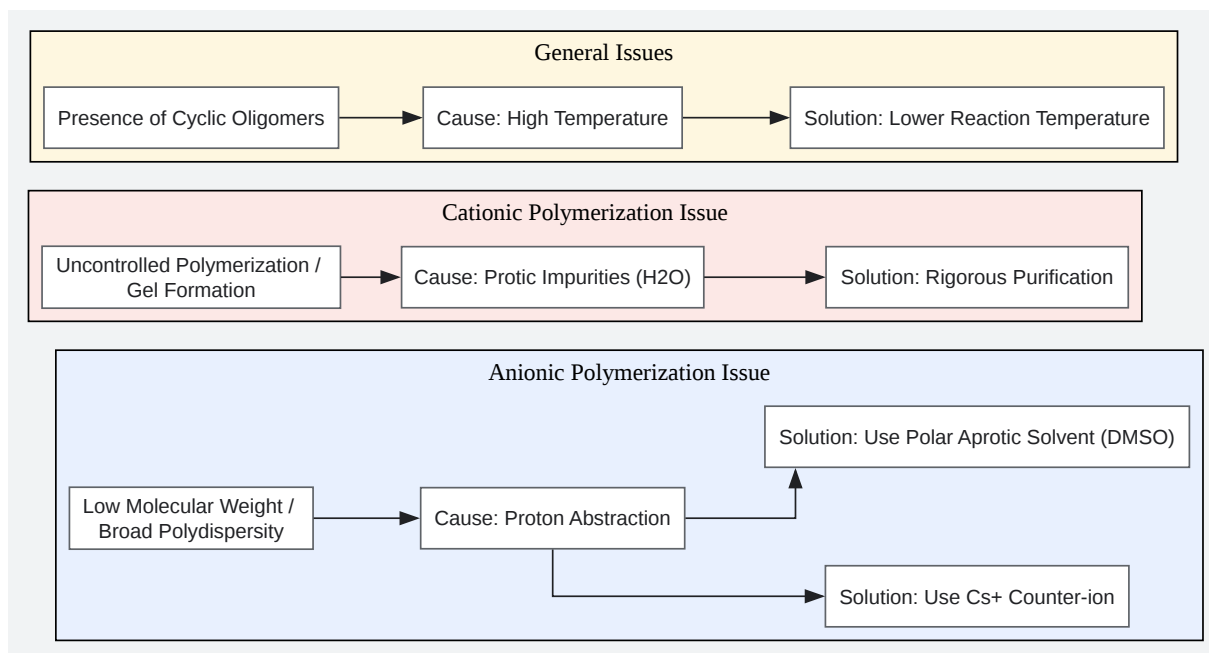 General Issues
Presence of Cyclic Oligomers
Cause: High Temperature
Solution: Lower Reaction Temperature
Cationic Polymerization Issue
Uncontrolled Polymerization /
Gel Formation
Cause: Protic Impurities (H2O)
Solution: Rigorous Purification
Anionic Polymerization Issue
Low Molecular Weight /
Broad Polydispersity
Cause: Proton Abstraction
Solution: Use Polar Aprotic Solvent (DMSO)
Solution: Use Cs+ Counter-ion